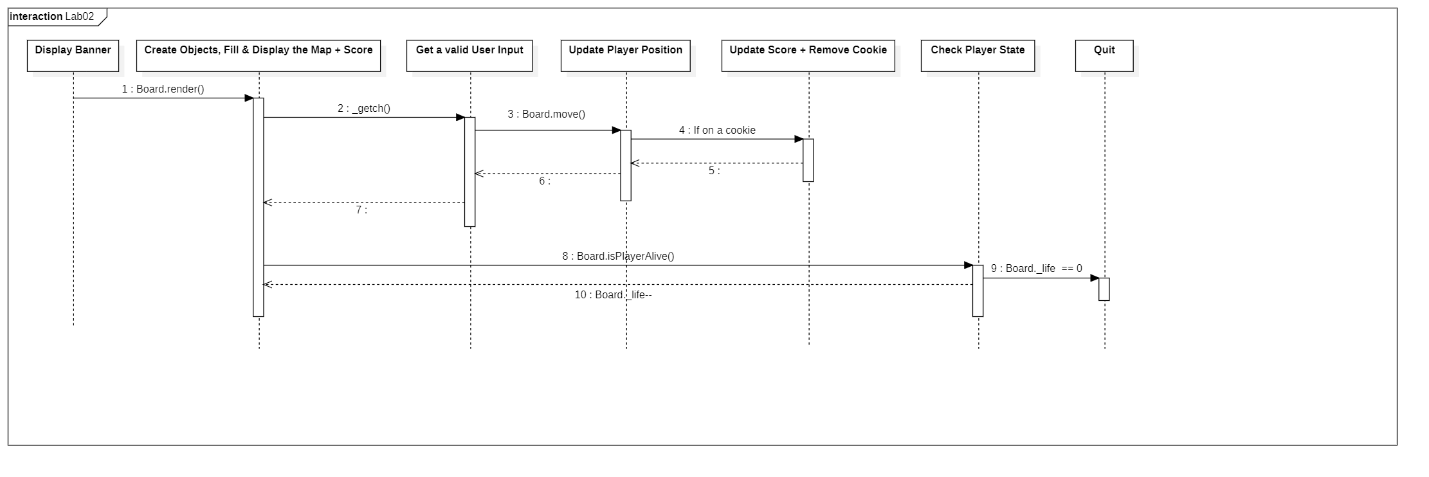 interaction Lab02
Display Banner
Create Objects, Fill & Display the Map + Score
Get a valid User Input
Update Player Position
Update Score + Remove Cookie
Check Player State
Quit
1 : Board.render()
2 : _getch()
3 : Board.move()
4 : If on a cookie
5 :
6 :
7 :
8 : Board.isPlayerAlive()
9 : Board._life == 0
10 : Board._life--